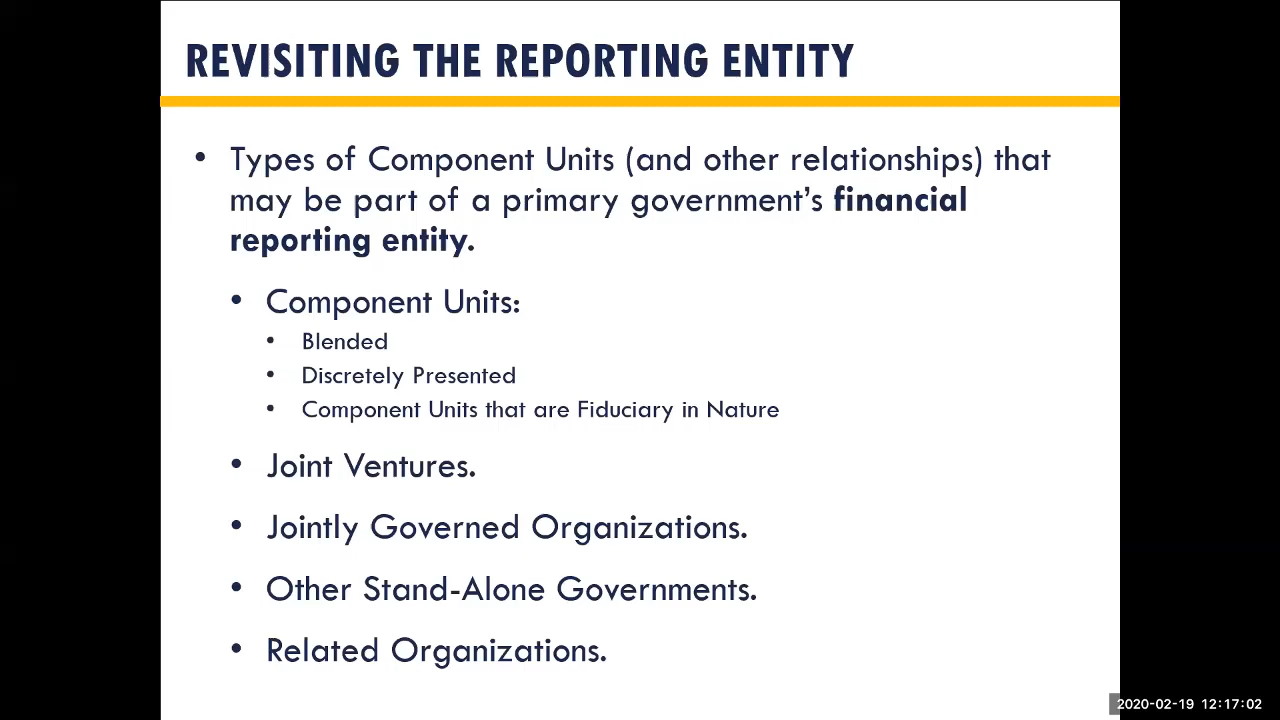 REVISITING THE REPORTING ENTITY
• Types of Component Units (and other relationships) that
may be part of a primary government’s financial
reporting entity.
• Component Units:
• Blended
• Discretely Presented
• Component Units that are Fiduciary in Nature
• Joint Ventures.
• Jointly Governed Organizations.
• Other Stand-Alone Governments.
• Related Organizations.
2020-02-19 12:17:02